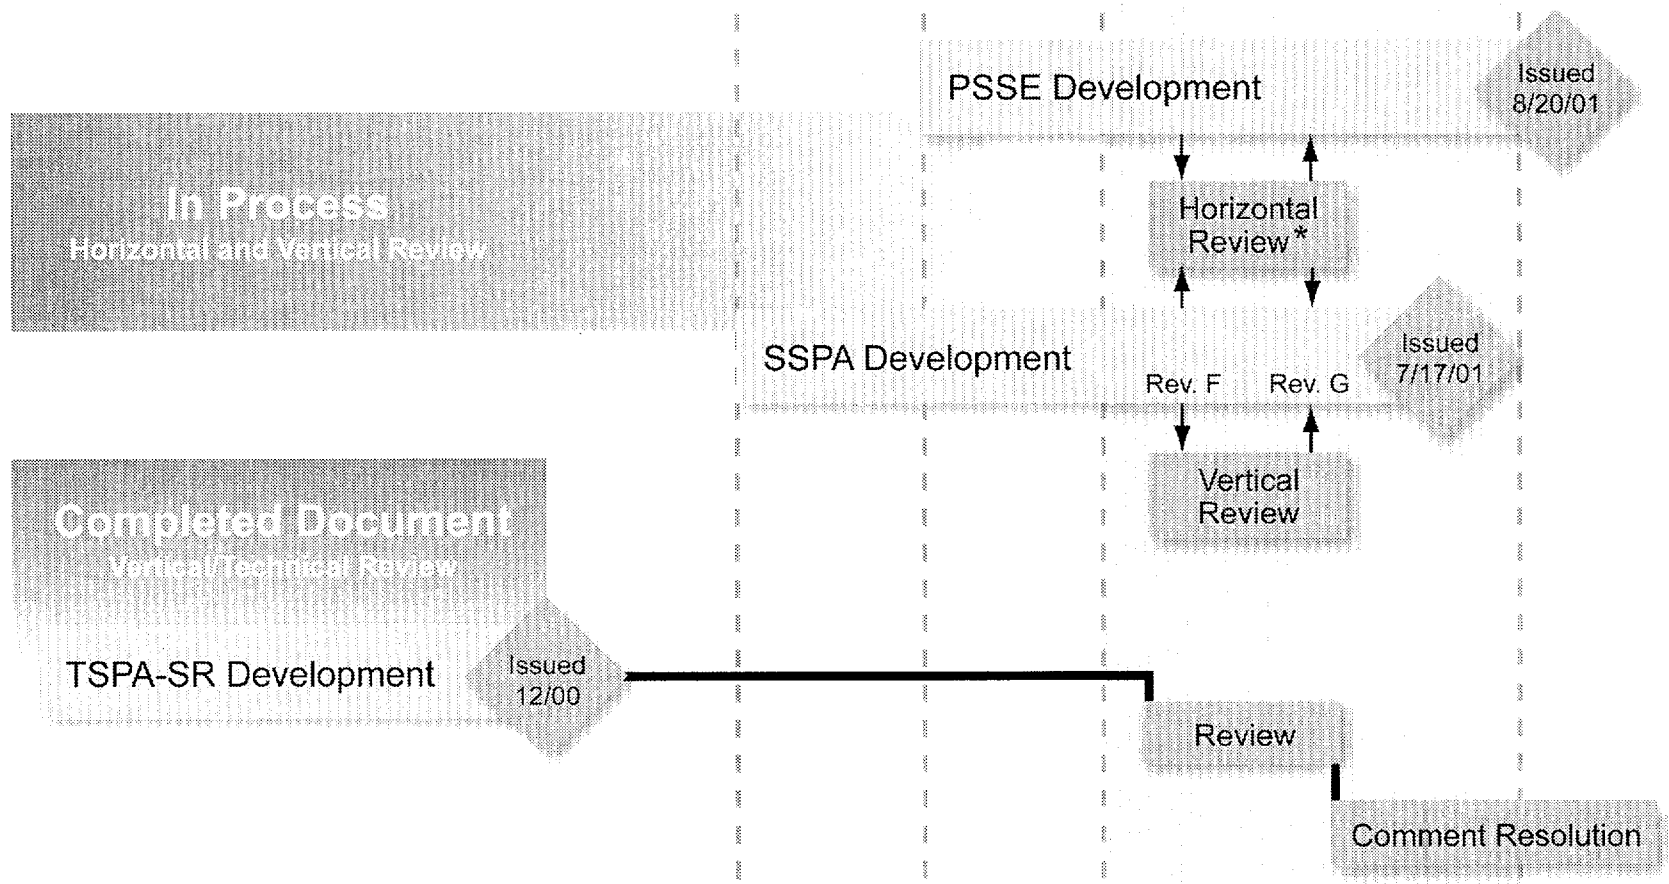 PSSE Development
Issued
8/20/01
In Process
Horizontal and Vertical Review
Horizontal
Review*
SSPA Development
Rev. F
Rev. G
Issued
7/17/01
Vertical
Review
Completed Document
Vertical/Technical Review
TSPA-SR Development
Issued
12/00
Review
Comment Resolution